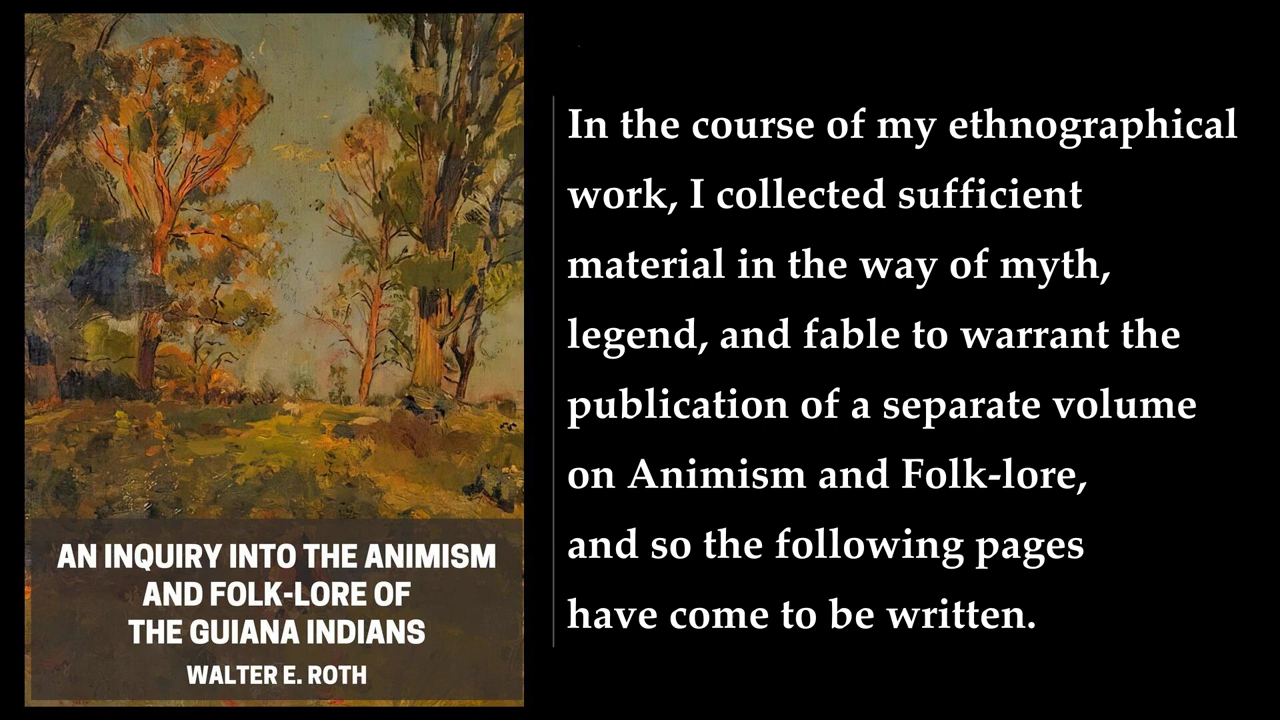 In the course of my ethnographical
work, I collected sufficient
material in the way of myth,
legend, and fable to warrant the
publication of a separate volume
on Animism and Folk-lore,
and so the following pages
have come to be written.
AN INQUIRY INTO THE ANIMISM
AND FOLK-LORE OF
THE GUIANA INDIANS
WALTER E. ROTH